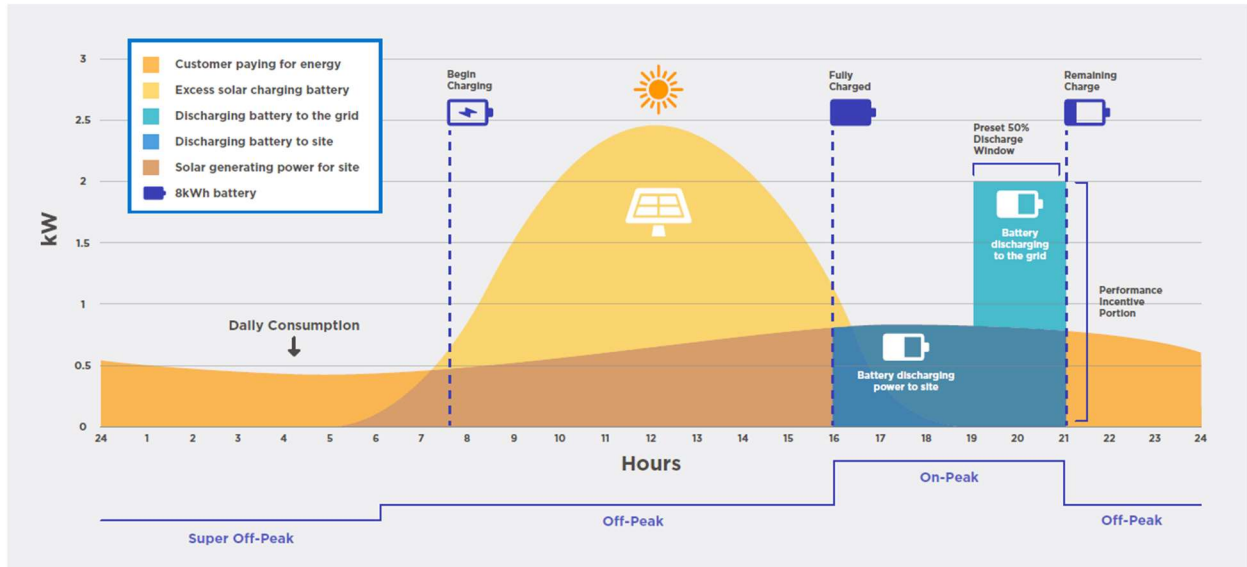 kW
3
2.5
2
1.5
1
0.5
0
Customer paying for energy
Excess solar charging battery
Discharging battery to the grid
Discharging battery to site
Solar generating power for site
8kWh battery
Begin
Charging
Fully
Charged
Remaining
Charge
Preset 50%
Discharge
Window
Battery
discharging
to the grid
Performance
Incentive
Portion
Daily Consumption
Battery discharging
power to site
24 1 2 3 4 5 6 7 8 9 10 11 12 13 14 15 16 17 18 19 20 21 22 23 24
Hours
On-Peak
Off-Peak
Off-Peak
Super Off-Peak